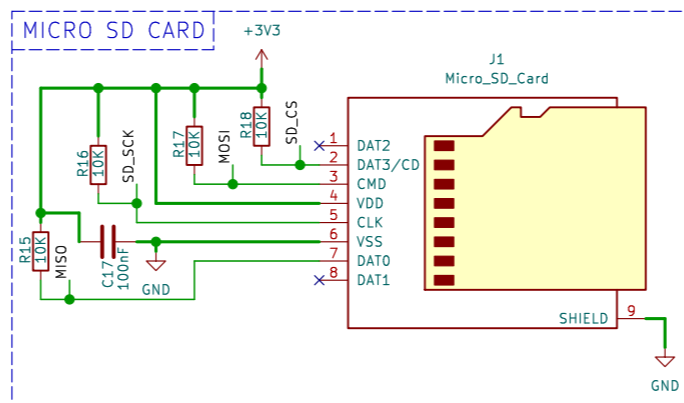 MICRO SD CARD
+3V3
J1
Micro_SD_Card
R16
10K
SD_SCK
R17
10K
MOSI
R18
10K
SD_CS
1
DAT2
2
DAT3/CD
3
CMD
4
VDD
5
CLK
6
VSS
7
DAT0
8
DAT1
R15
10K
MISO
C17
100nF
GND
SHIELD
9
GND